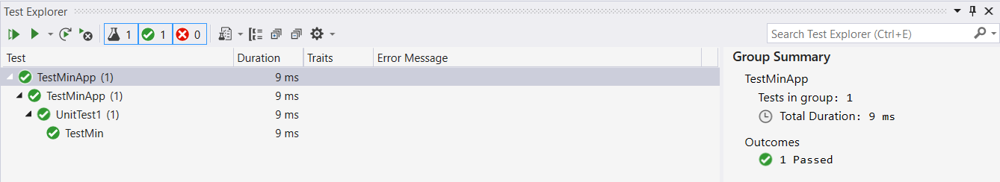 Test Explorer
1 1 0
Search Test Explorer (Ctrl+E)
Test Duration Traits Error Message
TestMinApp (1) 9 ms
TestMinApp (1) 9 ms
UnitTest1 (1) 9 ms
TestMin 9 ms
Group Summary
TestMinApp
Tests in group: 1
Total Duration: 9 ms
Outcomes
1 Passed